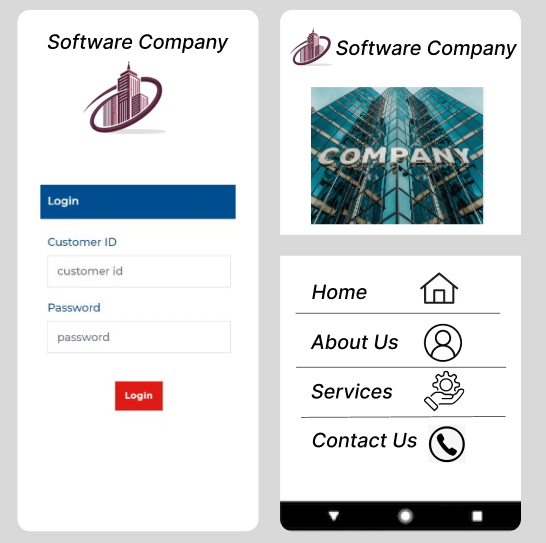 Software Company
Login
Customer ID
customer id
Password
password
Login
Software Company
COMPANY
Home
About Us
Services
Contact Us